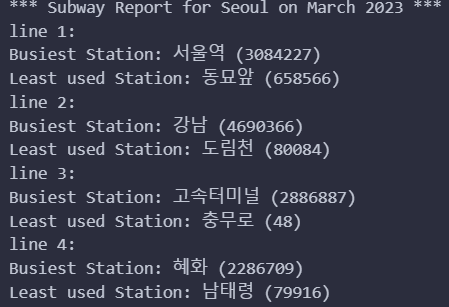 *** Subway Report for Seoul on March 2023 ***
line 1:
Busiest Station: 서울역 (3084227)
Least used Station: 동묘앞 (658566)
line 2:
Busiest Station: 강남 (4690366)
Least used Station: 도림천 (80084)
line 3:
Busiest Station: 고속터미널 (2886887)
Least used Station: 충무로 (48)
line 4:
Busiest Station: 혜화 (2286709)
Least used Station: 남태령 (79916)